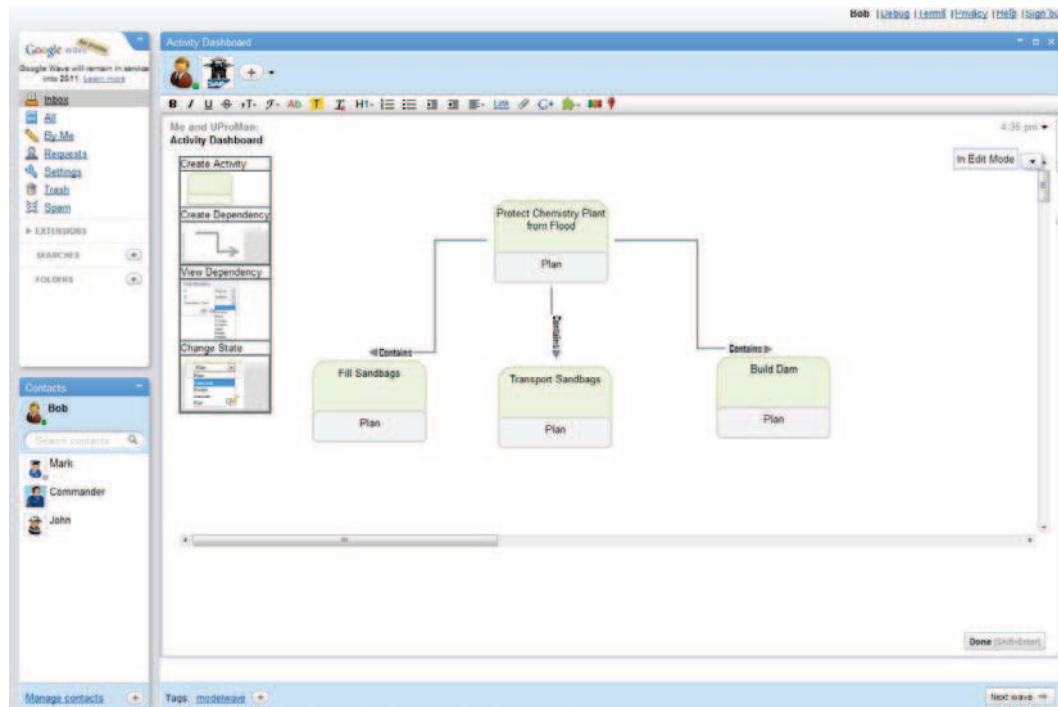 Bob | Debug | Terms | Privacy | Help | Sign out
Google wave
Google Wave will remain in service
into 2011. Learn more
Inbox
All
By Me
Requests
Settings
Trash
Spam
EXTENSIONS
SEARCHES
FOLDERS
Contacts
Bob
Search contacts
Mark
Commander
John
Manage contacts
Activity Dashboard
B I U S T F Ab T T H1 Link
Me and UProMan:
4:35 pm
Activity Dashboard
In Edit Mode
Create Activity
Create Dependency
View Dependency
Change State
Protect Chemistry Plant
from Flood
Plan
Contains
Contains
Contains
Fill Sandbags
Plan
Transport Sandbags
Plan
Build Dam
Plan
Done [Shift+Enter]
Tags: modelwave
Next wave